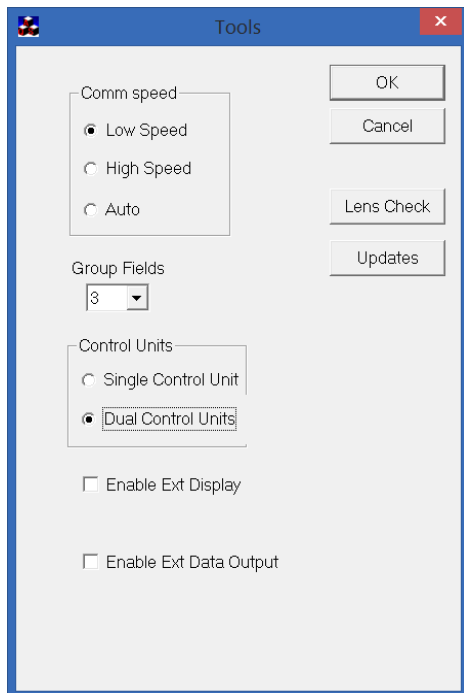 Tools
Comm speed
Low Speed
High Speed
Auto
OK
Cancel
Lens Check
Updates
Group Fields
3
Control Units
Single Control Unit
Dual Control Units
Enable Ext Display
Enable Ext Data Output